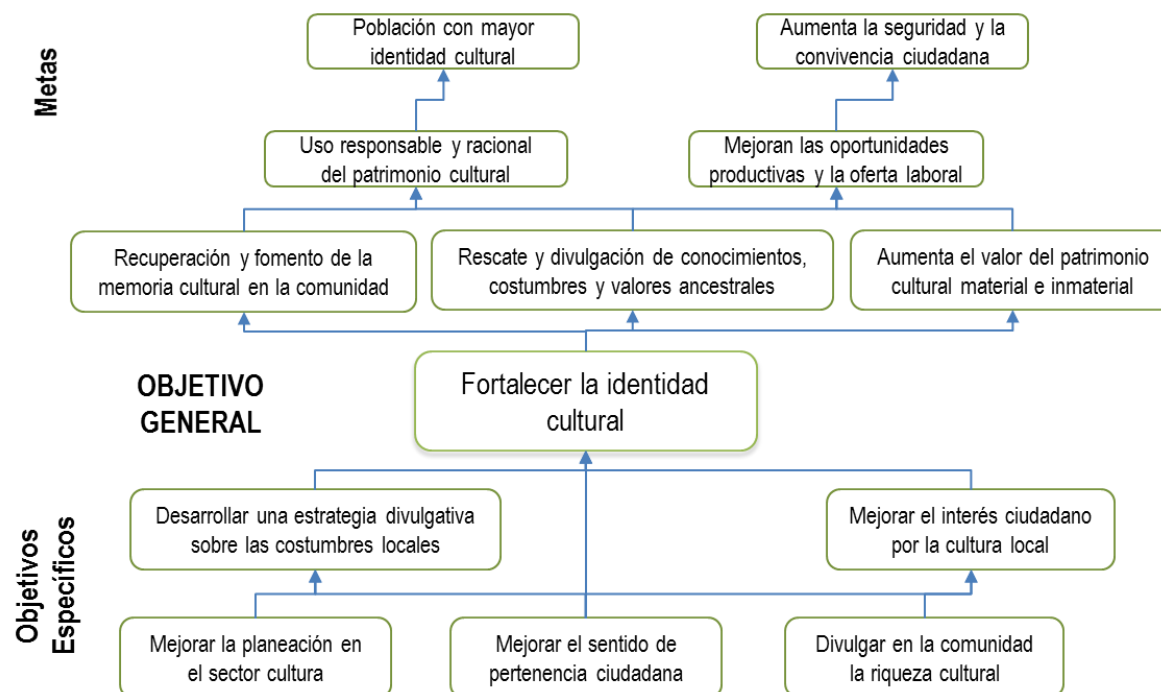 Metas
Población con mayor
identidad cultural
Aumenta la seguridad y la
convivencia ciudadana
Uso responsable y racional
del patrimonio cultural
Mejoran las oportunidades
productivas y la oferta laboral
Recuperación y fomento de la
memoria cultural en la comunidad
Rescate y divulgación de conocimientos,
costumbres y valores ancestrales
Aumenta el valor del patrimonio
cultural material e inmaterial
OBJETIVO
GENERAL
Fortalecer la identidad
cultural
Objetivos
Específicos
Desarrollar una estrategia divulgativa
sobre las costumbres locales
Mejorar el interés ciudadano
por la cultura local
Mejorar la planeación en
el sector cultura
Mejorar el sentido de
pertenencia ciudadana
Divulgar en la comunidad
la riqueza cultural